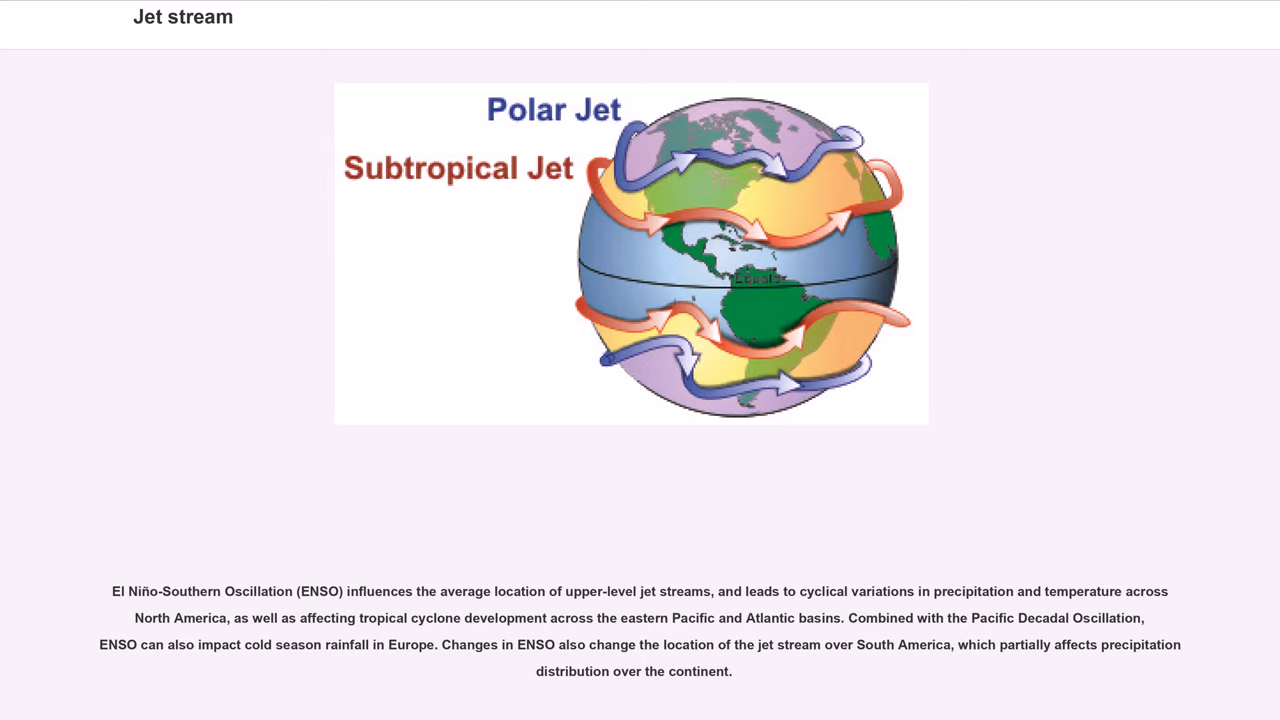 Jet stream
Polar Jet
Subtropical Jet
El Niño-Southern Oscillation (ENSO) influences the average location of upper-level jet streams, and leads to cyclical variations in precipitation and temperature across
North America, as well as affecting tropical cyclone development across the eastern Pacific and Atlantic basins. Combined with the Pacific Decadal Oscillation,
ENSO can also impact cold season rainfall in Europe. Changes in ENSO also change the location of the jet stream over South America, which partially affects precipitation
distribution over the continent.